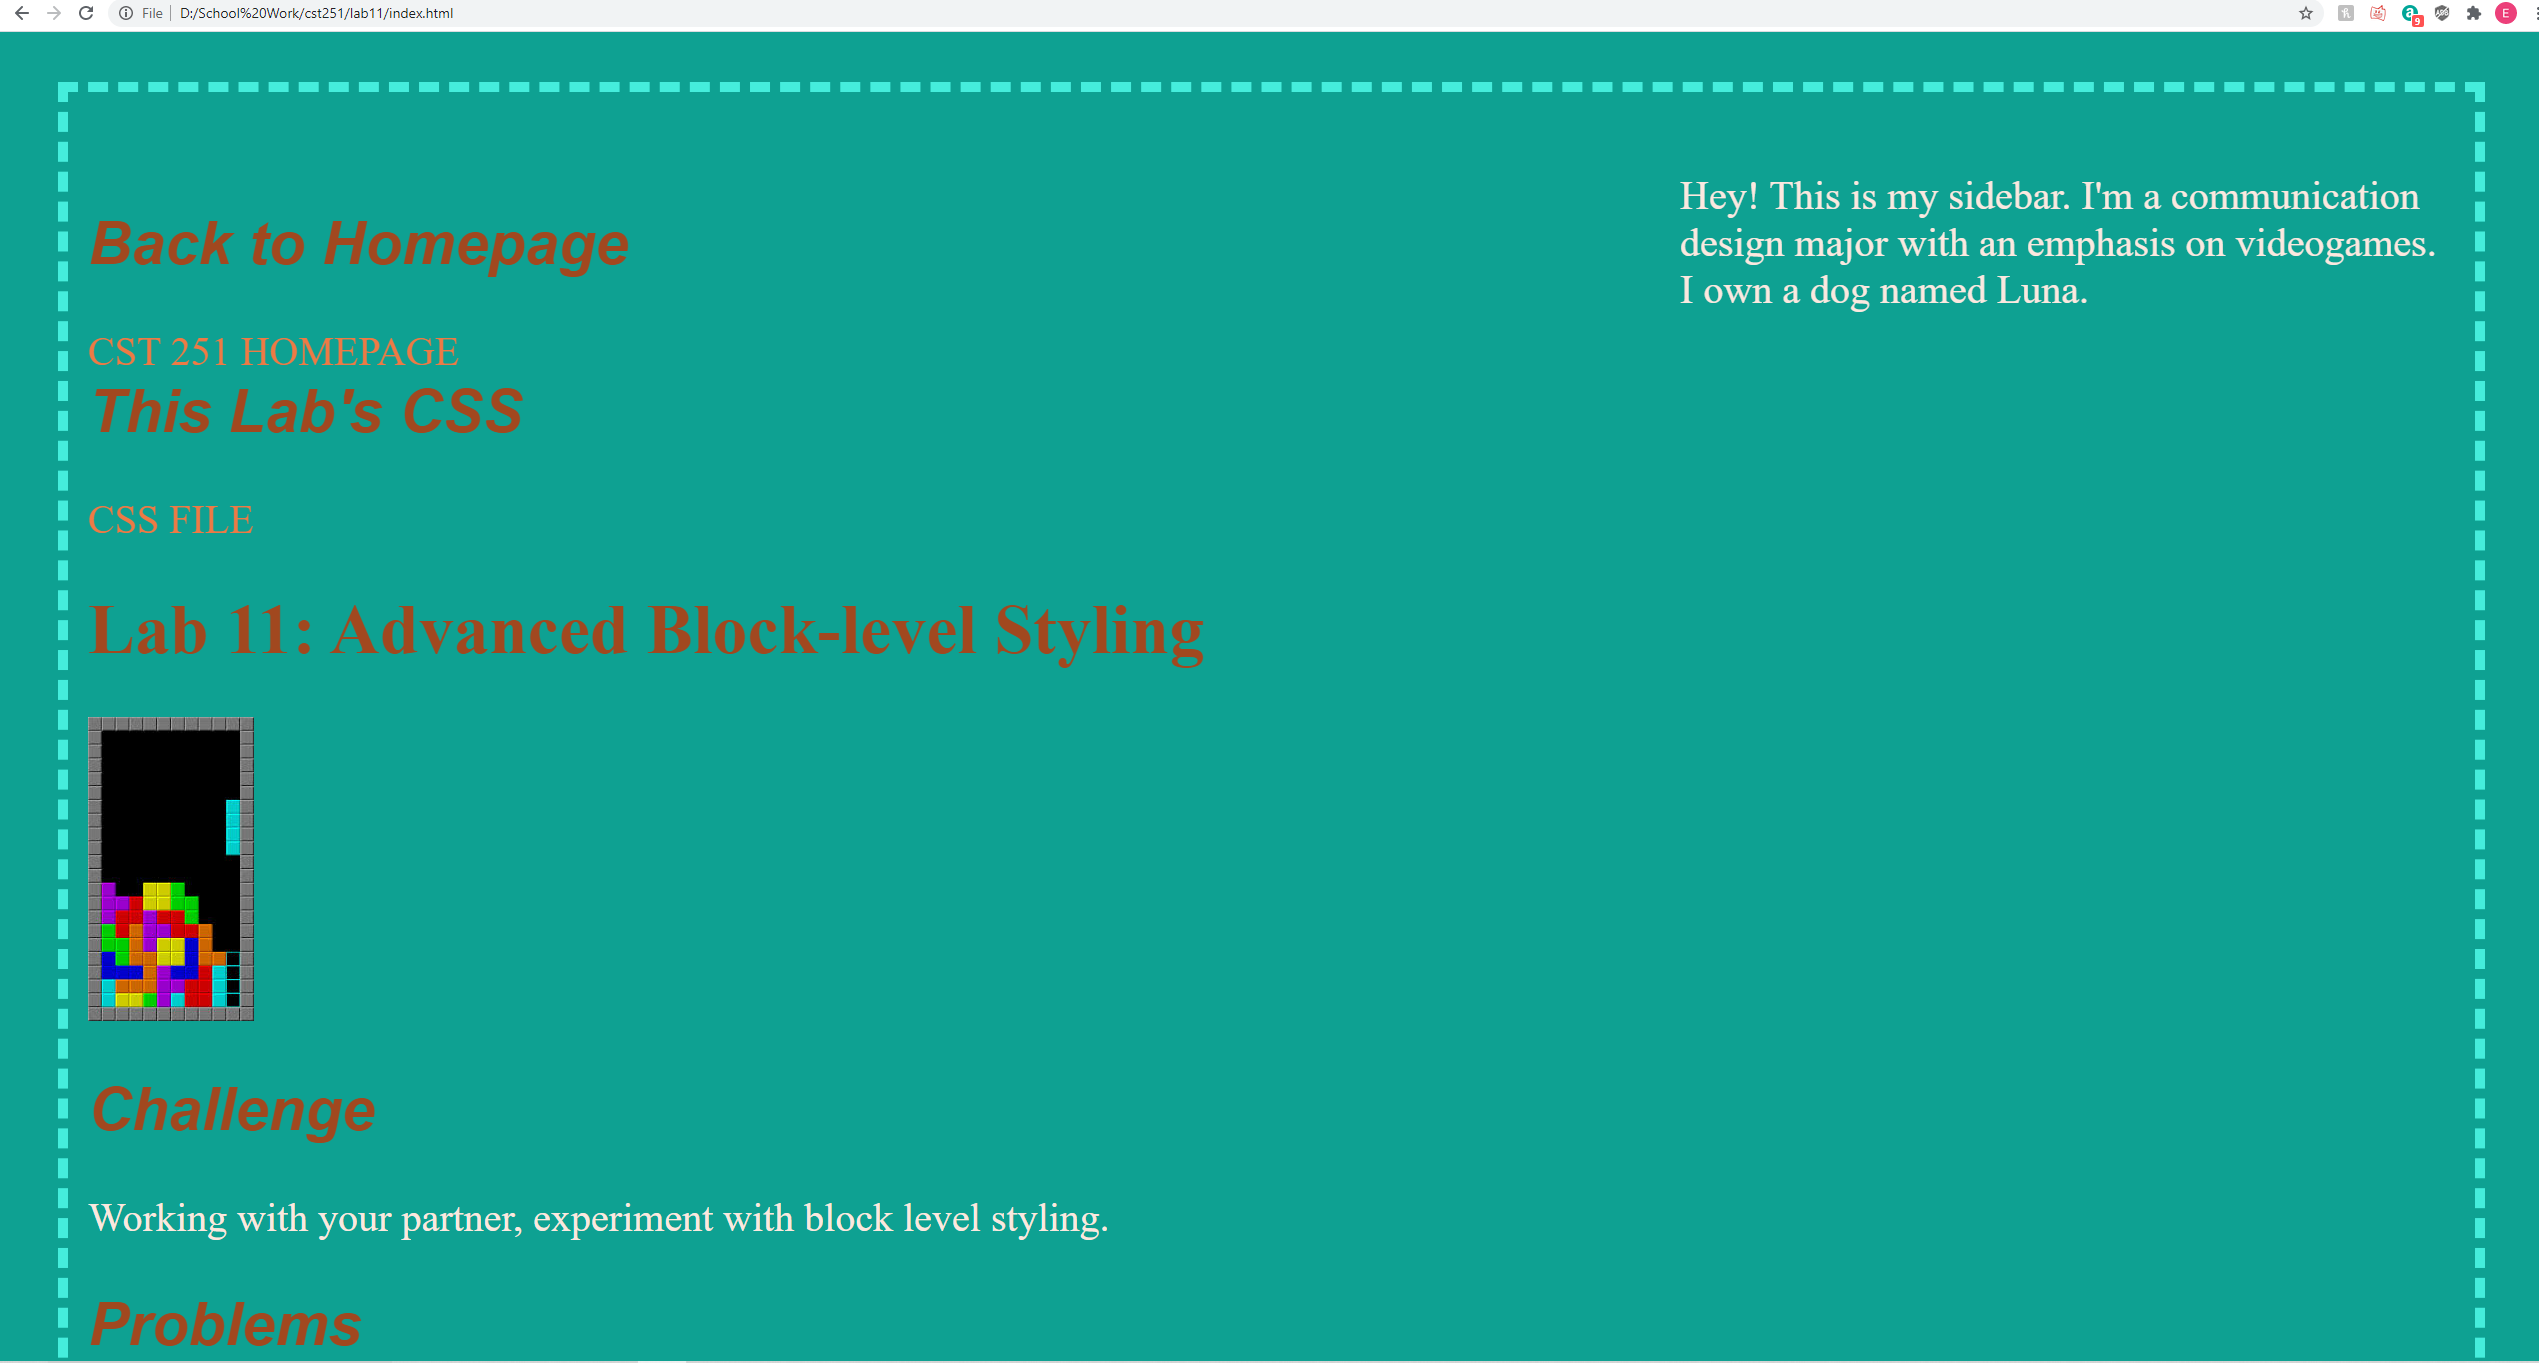 File | D:/School%20Work/cst251/lab11/index.html
9
E
Back to Homepage
CST 251 HOMEPAGE
This Lab's CSS
CSS FILE
Hey! This is my sidebar. I'm a communication
design major with an emphasis on videogames.
I own a dog named Luna.
Lab 11: Advanced Block-level Styling
Challenge
Working with your partner, experiment with block level styling.
Problems